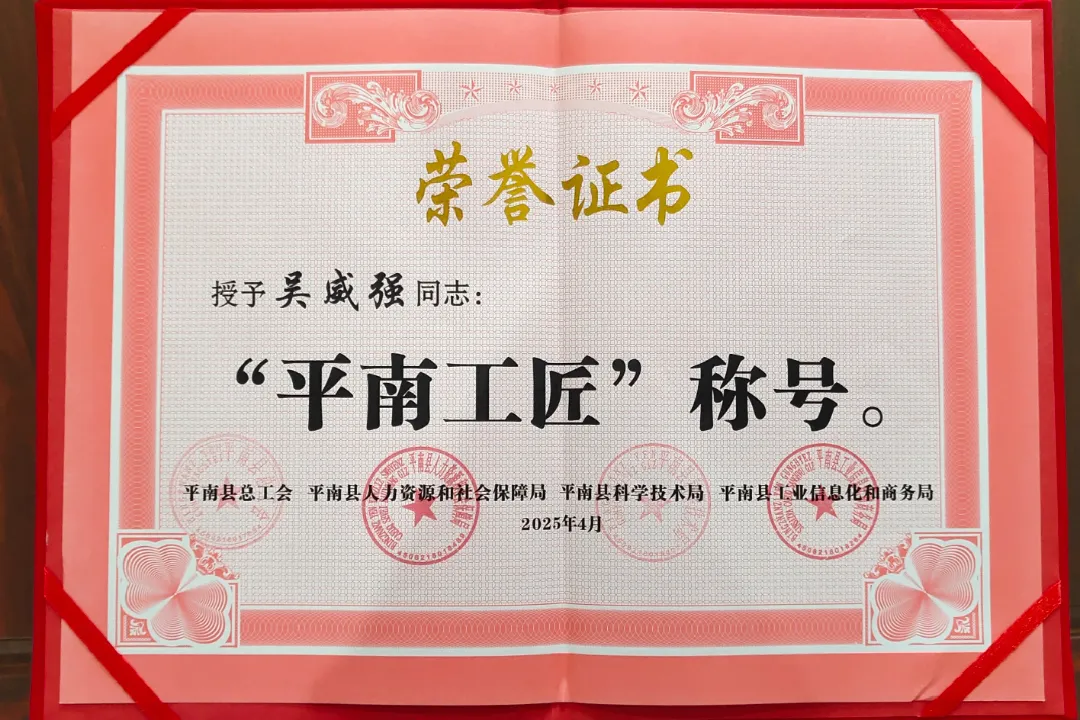 荣誉证书
授予吴威强同志：
“平南工匠”称号。
平南县总工会 平南县人力资源和社会保障局 平南县科学技术局 平南县工业信息化和商务局
2025年4月